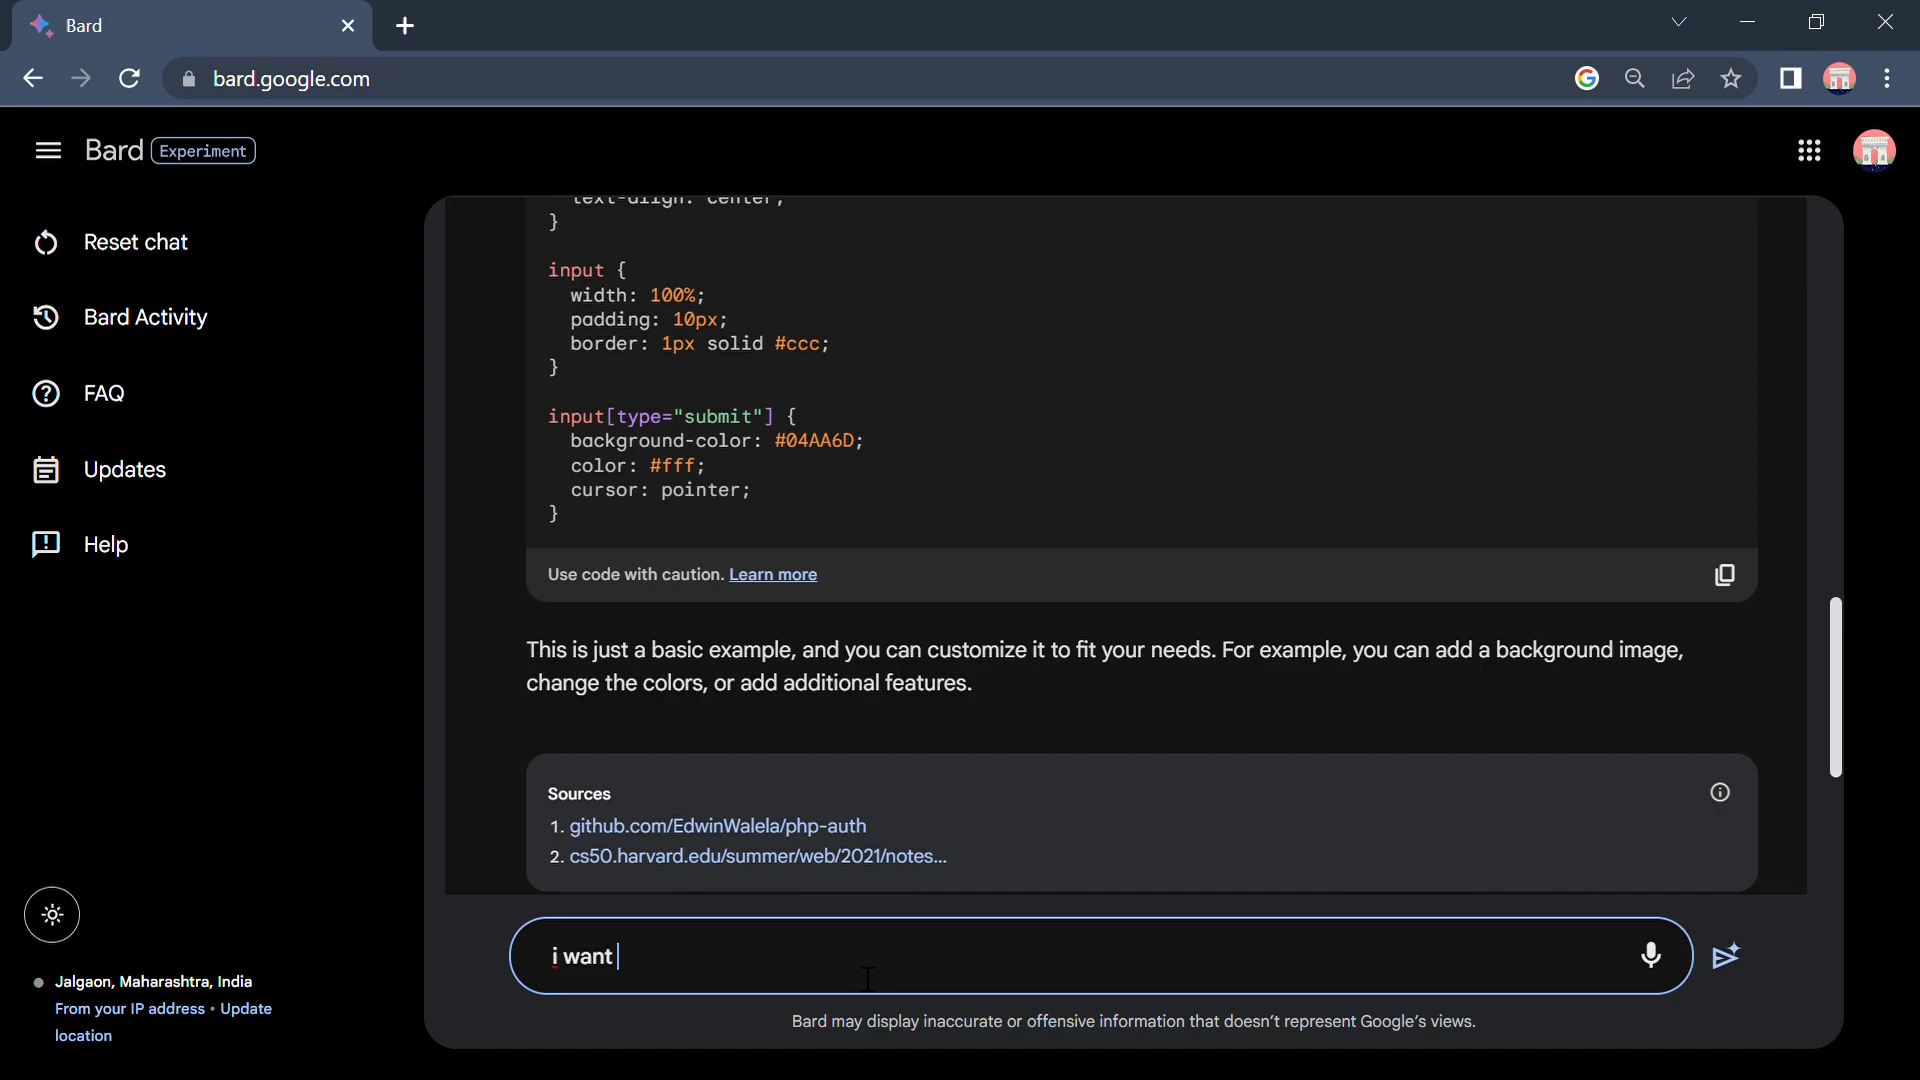 Bard
bard.google.com
Bard Experiment
Reset chat
Bard Activity
FAQ
Updates
Help
text-align: center;
}
input {
width: 100%;
padding: 10px;
border: 1px solid #ccc;
}
input[type="submit"] {
background-color: #04AA6D;
color: #fff;
cursor: pointer;
}
Use code with caution. Learn more
This is just a basic example, and you can customize it to fit your needs. For example, you can add a background image,
change the colors, or add additional features.
Sources
1. github.com/EdwinWalela/php-auth
2. cs50.harvard.edu/summer/web/2021/notes...
i want
Jalgaon, Maharashtra, India
From your IP address • Update
location
Bard may display inaccurate or offensive information that doesn't represent Google's views.